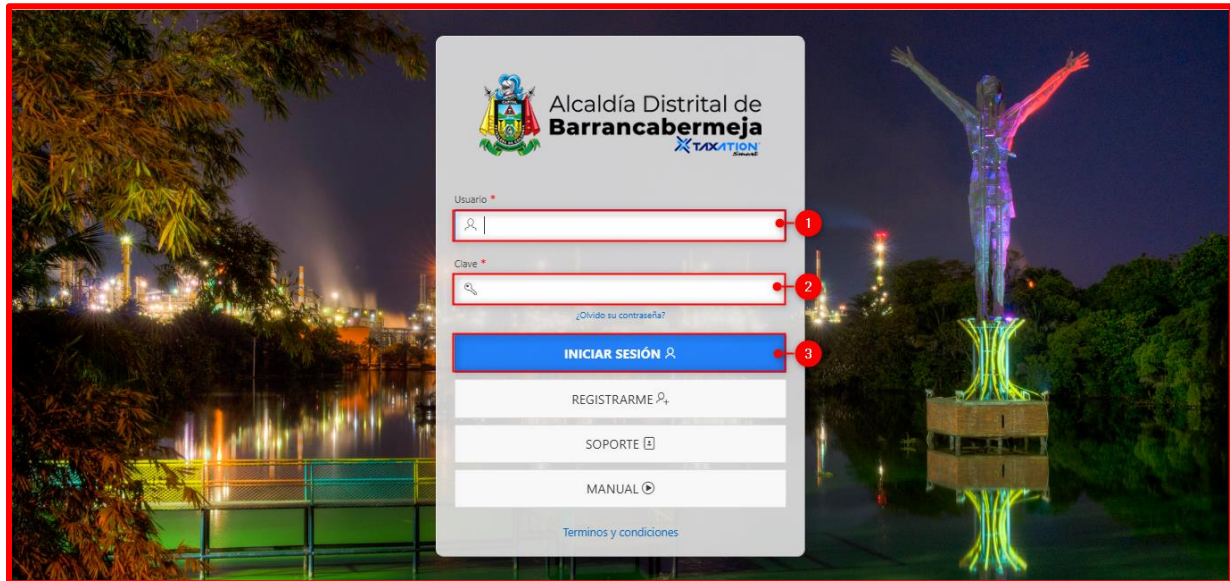 Alcaldía Distrital de
Barrancabermeja
TAXATION
Smart
Usuario *
1
Clave *
2
¿Olvido su contraseña?
INICIAR SESIÓN
3
REGISTRARME
SOPORTE
MANUAL
Terminos y condiciones